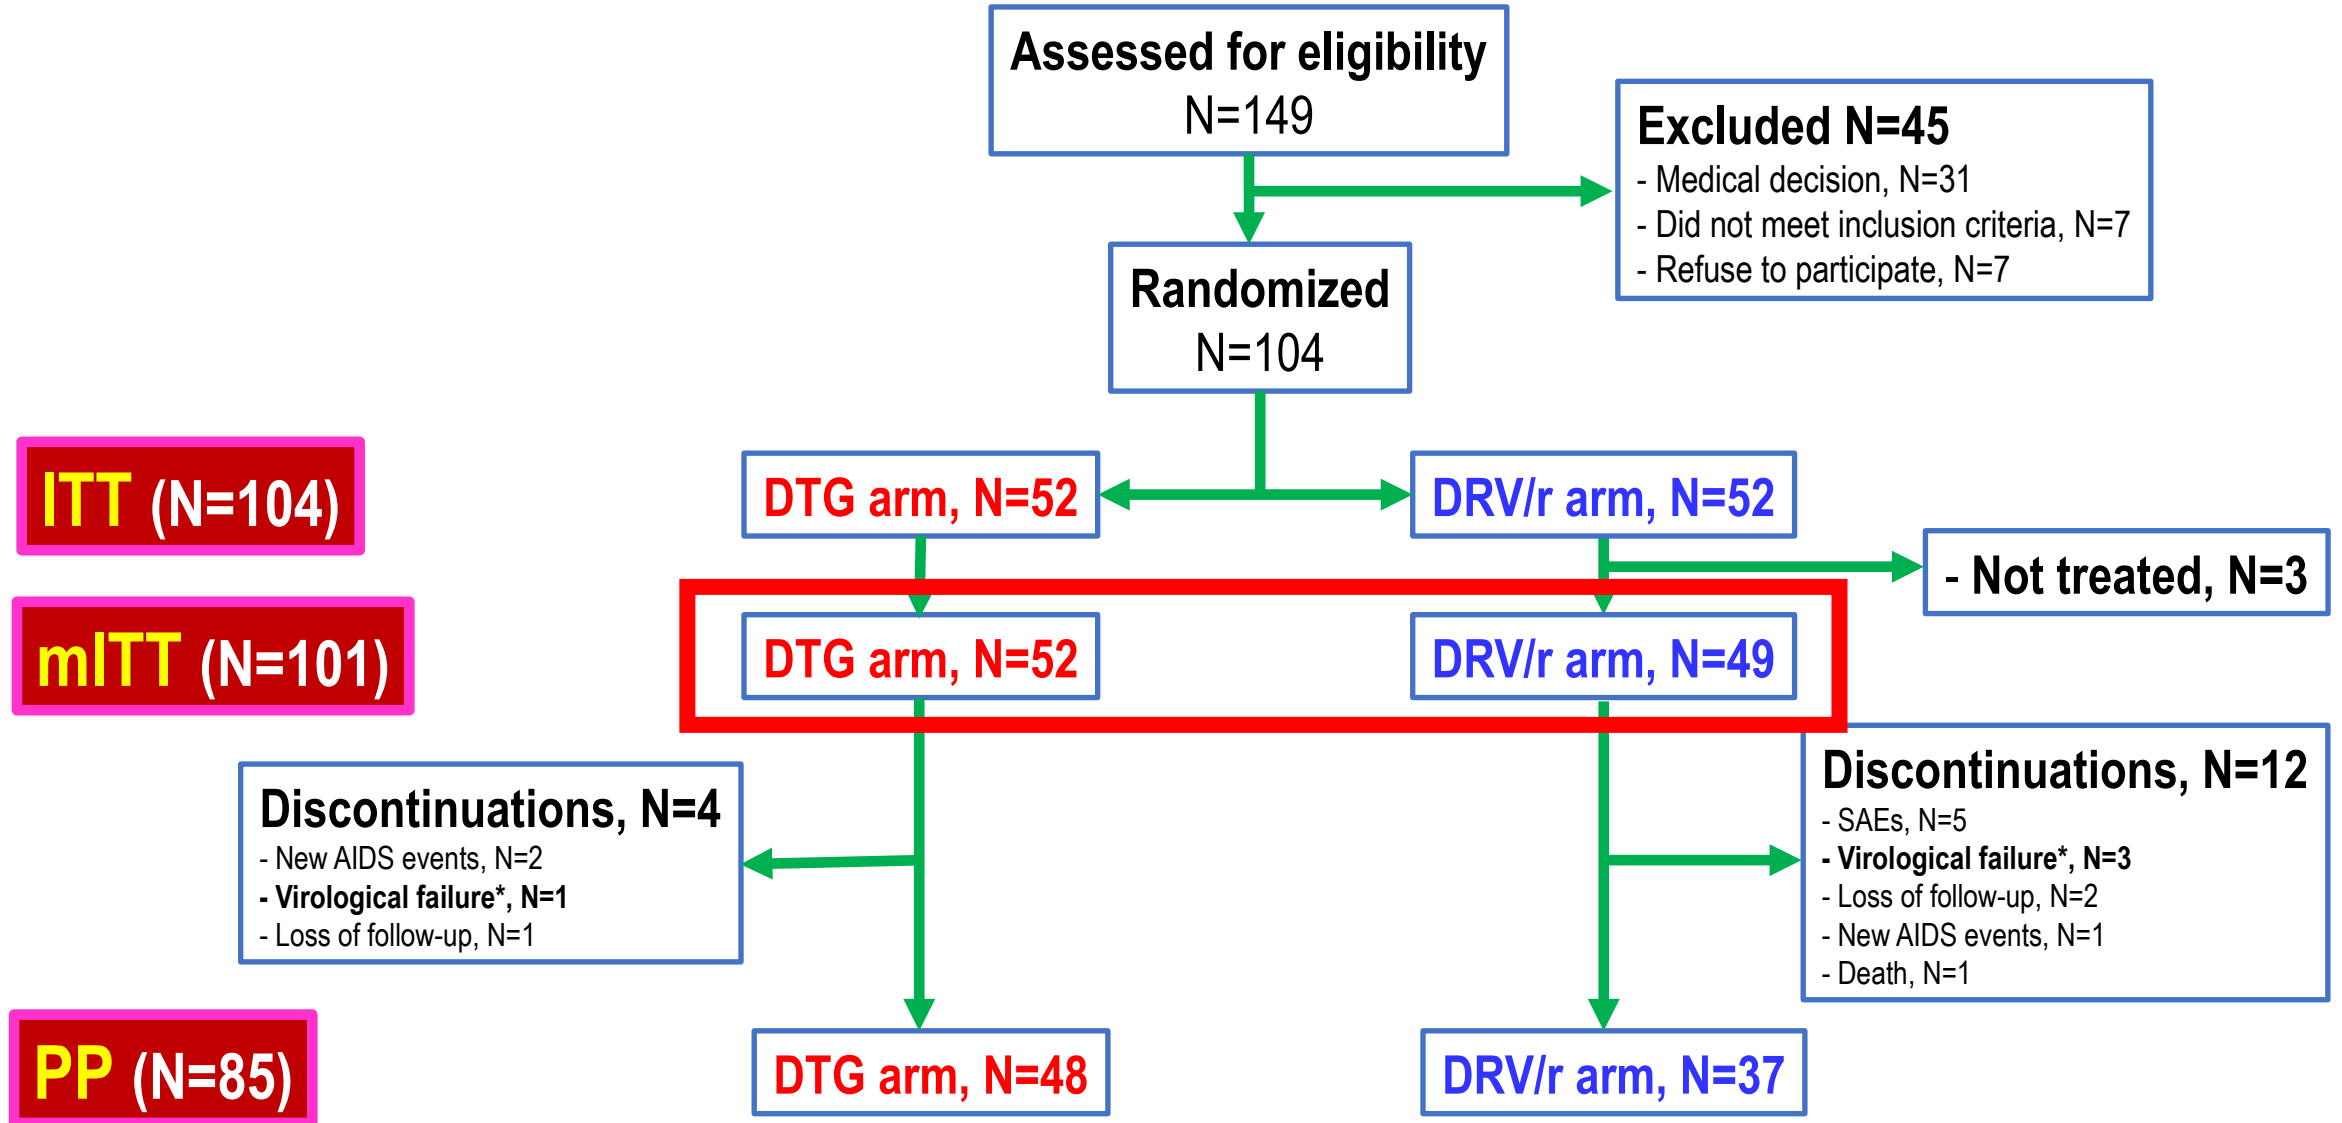 Assessed for eligibility
N=149
Excluded N=45
- Medical decision, N=31
- Did not meet inclusion criteria, N=7
- Refuse to participate, N=7
Randomized
N=104
ITT (N=104)
DTG arm, N=52
DRV/r arm, N=52
- Not treated, N=3
mITT (N=101)
DTG arm, N=52
DRV/r arm, N=49
Discontinuations, N=4
- New AIDS events, N=2
- Virological failure*, N=1
- Loss of follow-up, N=1
Discontinuations, N=12
- SAEs, N=5
- Virological failure*, N=3
- Loss of follow-up, N=2
- New AIDS events, N=1
- Death, N=1
PP (N=85)
DTG arm, N=48
DRV/r arm, N=37